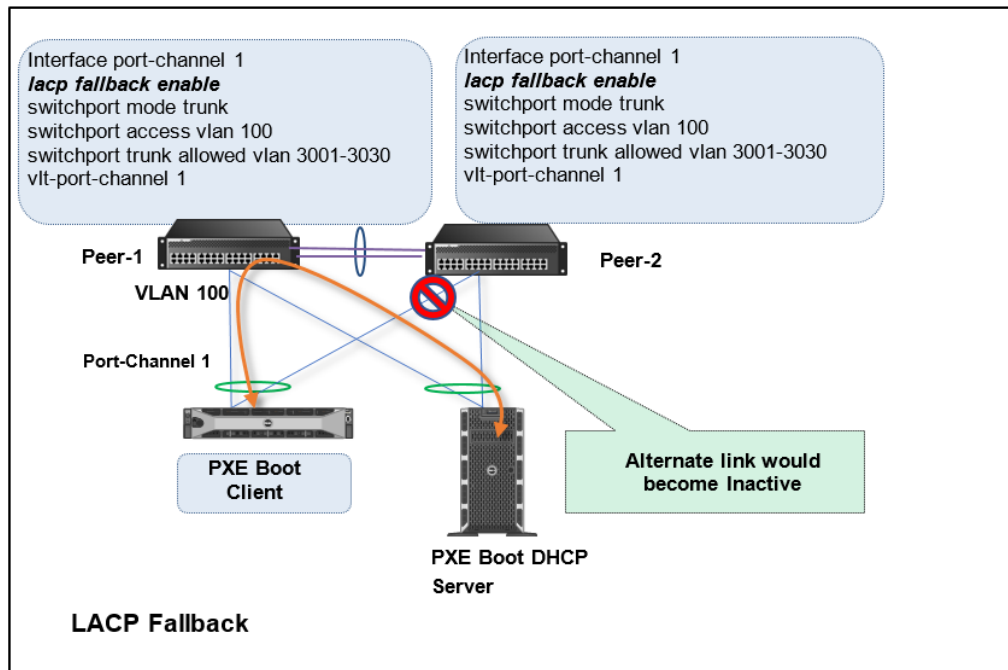 Interface port-channel 1
lacp fallback enable
switchport mode trunk
switchport access vlan 100
switchport trunk allowed vlan 3001-3030
vlt-port-channel 1
Interface port-channel 1
lacp fallback enable
switchport mode trunk
switchport access vlan 100
switchport trunk allowed vlan 3001-3030
vlt-port-channel 1
Peer-1
Peer-2
VLAN 100
Port-Channel 1
PXE Boot
Client
Alternate link would
become Inactive
PXE Boot DHCP
Server
LACP Fallback